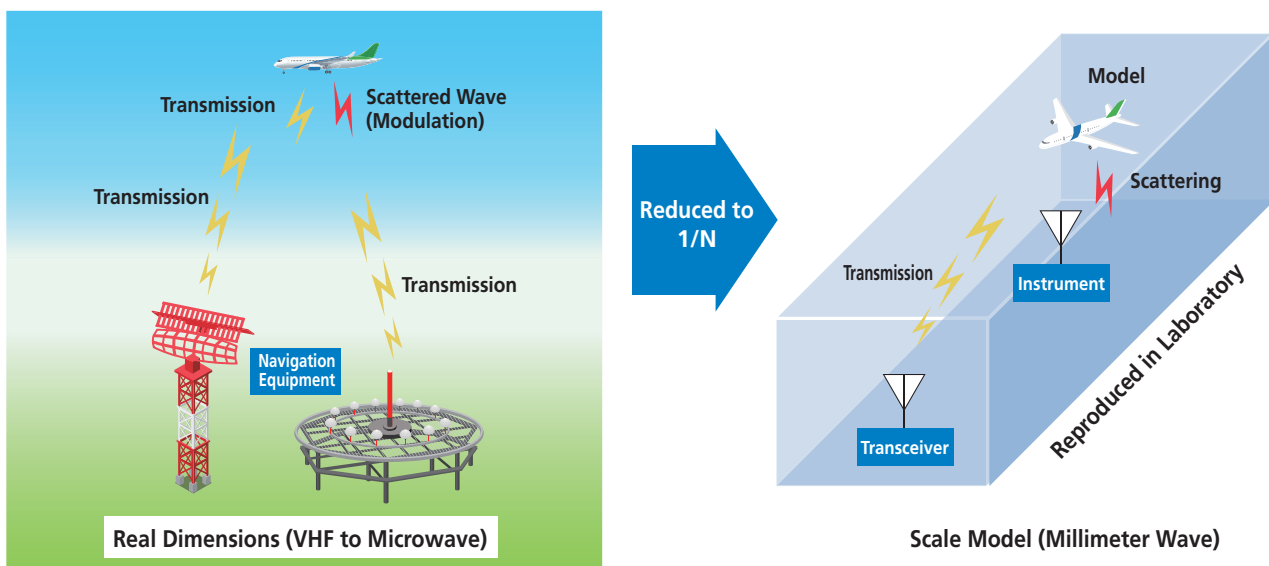 Transmission
Scattered Wave
(Modulation)
Transmission
Transmission
Navigation
Equipment
Real Dimensions (VHF to Microwave)
Reduced to
1/N
Model
Scattering
Transmission
Instrument
Transceiver
Reproduced in Laboratory
Scale Model (Millimeter Wave)